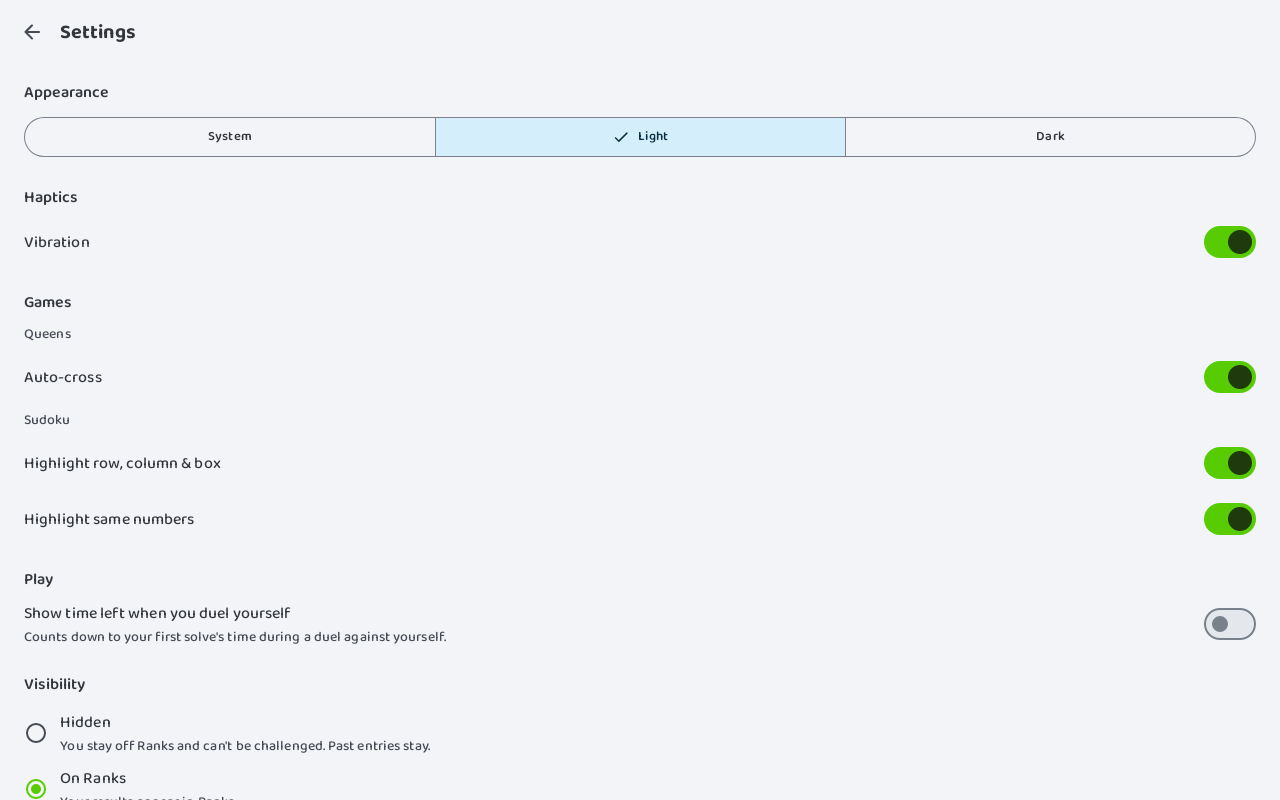 Settings
Appearance
System
Light
Dark
Haptics
Vibration
Games
Queens
Auto-cross
Sudoku
Highlight row, column & box
Highlight same numbers
Play
Show time left when you duel yourself
Counts down to your first solve's time during a duel against yourself.
Visibility
Hidden
You stay off Ranks and can't be challenged. Past entries stay.
On Ranks